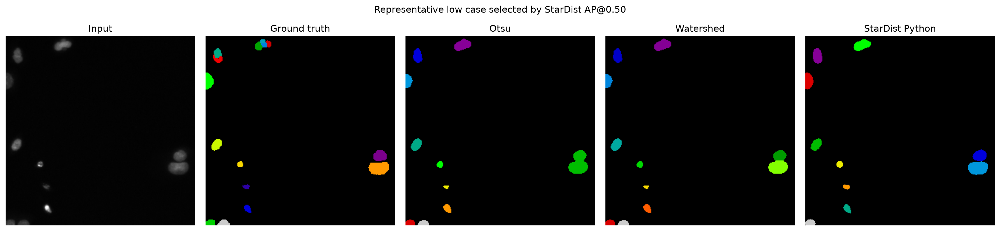 Representative low case selected by StarDist AP@0.50
Input
Ground truth
Otsu
Watershed
StarDist Python